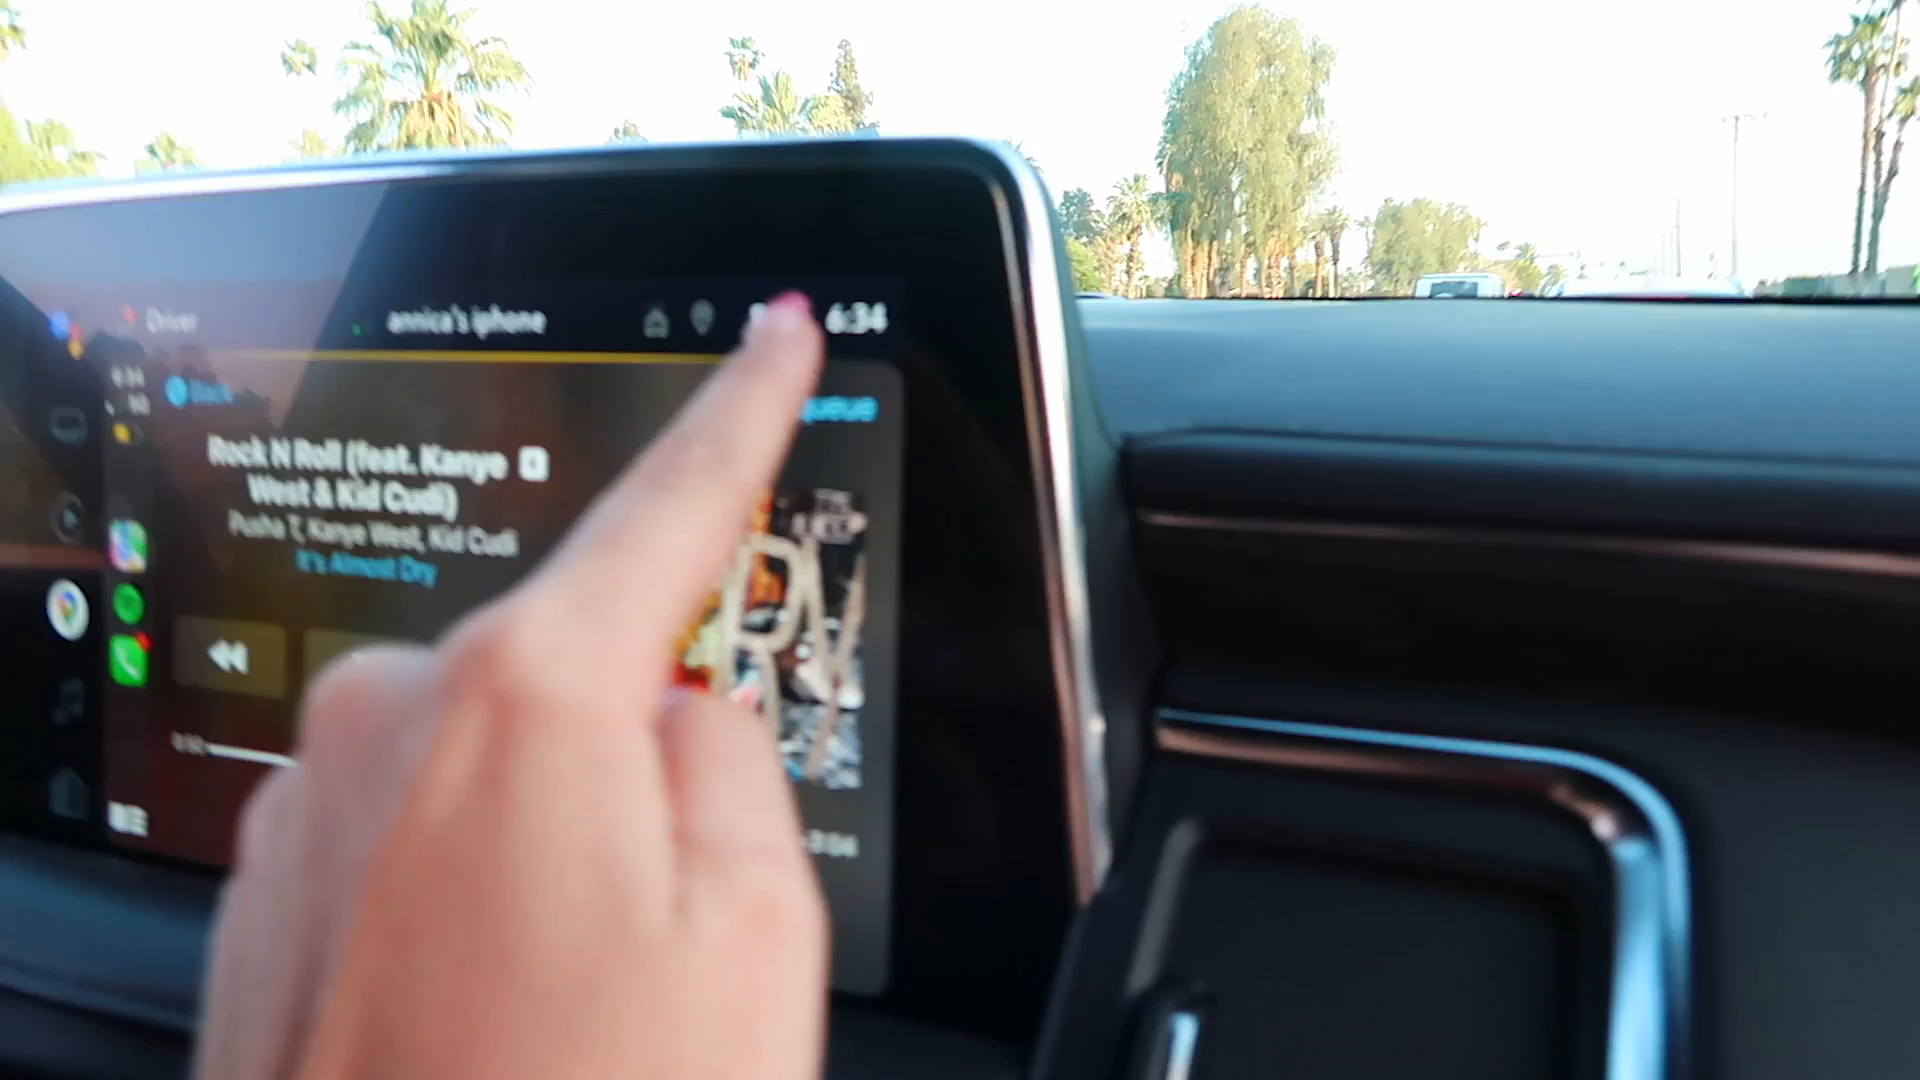 Driver
annica's iphone
6:34
Back
queue
Rock N Roll (feat. Kanye
West & Kid Cudi)
Pusha T, Kanye West, Kid Cudi
It's Almost Dry